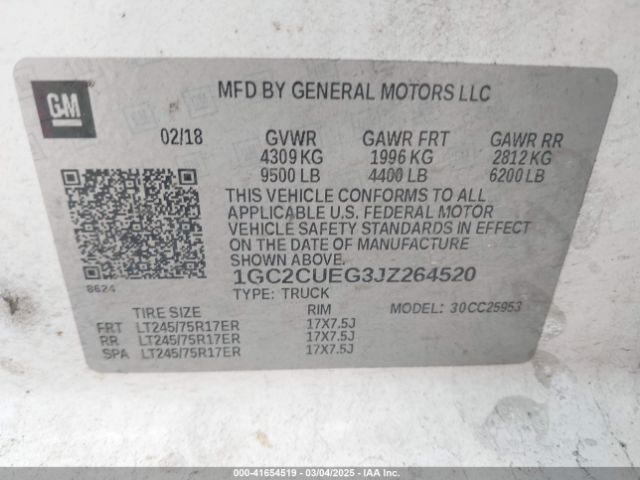 GM
MFD BY GENERAL MOTORS LLC
02/18 GVWR GAWR FRT GAWR RR
4309 KG 1996 KG 2812 KG
9500 LB 4400 LB 6200 LB
THIS VEHICLE CONFORMS TO ALL
APPLICABLE U.S. FEDERAL MOTOR
VEHICLE SAFETY STANDARDS IN EFFECT
ON THE DATE OF MANUFACTURE
SHOWN ABOVE.
8624
1GC2CUEG3JZ264520
TYPE: TRUCK
TIRE SIZE RIM MODEL: 30CC25953
FRT LT245/75R17ER 17X7.5J
RR LT245/75R17ER 17X7.5J
SPA LT245/75R17ER 17X7.5J
000-41654519 - 03/04/2025 - IAA Inc.